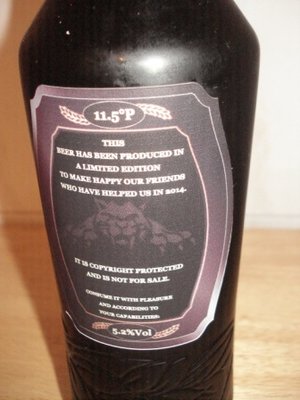 11.5°P
THIS
BEER HAS BEEN PRODUCED IN
A LIMITED EDITION
TO MAKE HAPPY OUR FRIENDS
WHO HAVE HELPED US IN 2014.
IT IS COPYRIGHT PROTECTED
AND IS NOT FOR SALE.
CONSUME IT WITH PLEASURE
AND ACCORDING TO
YOUR CAPABILITIES:
5.2%Vol